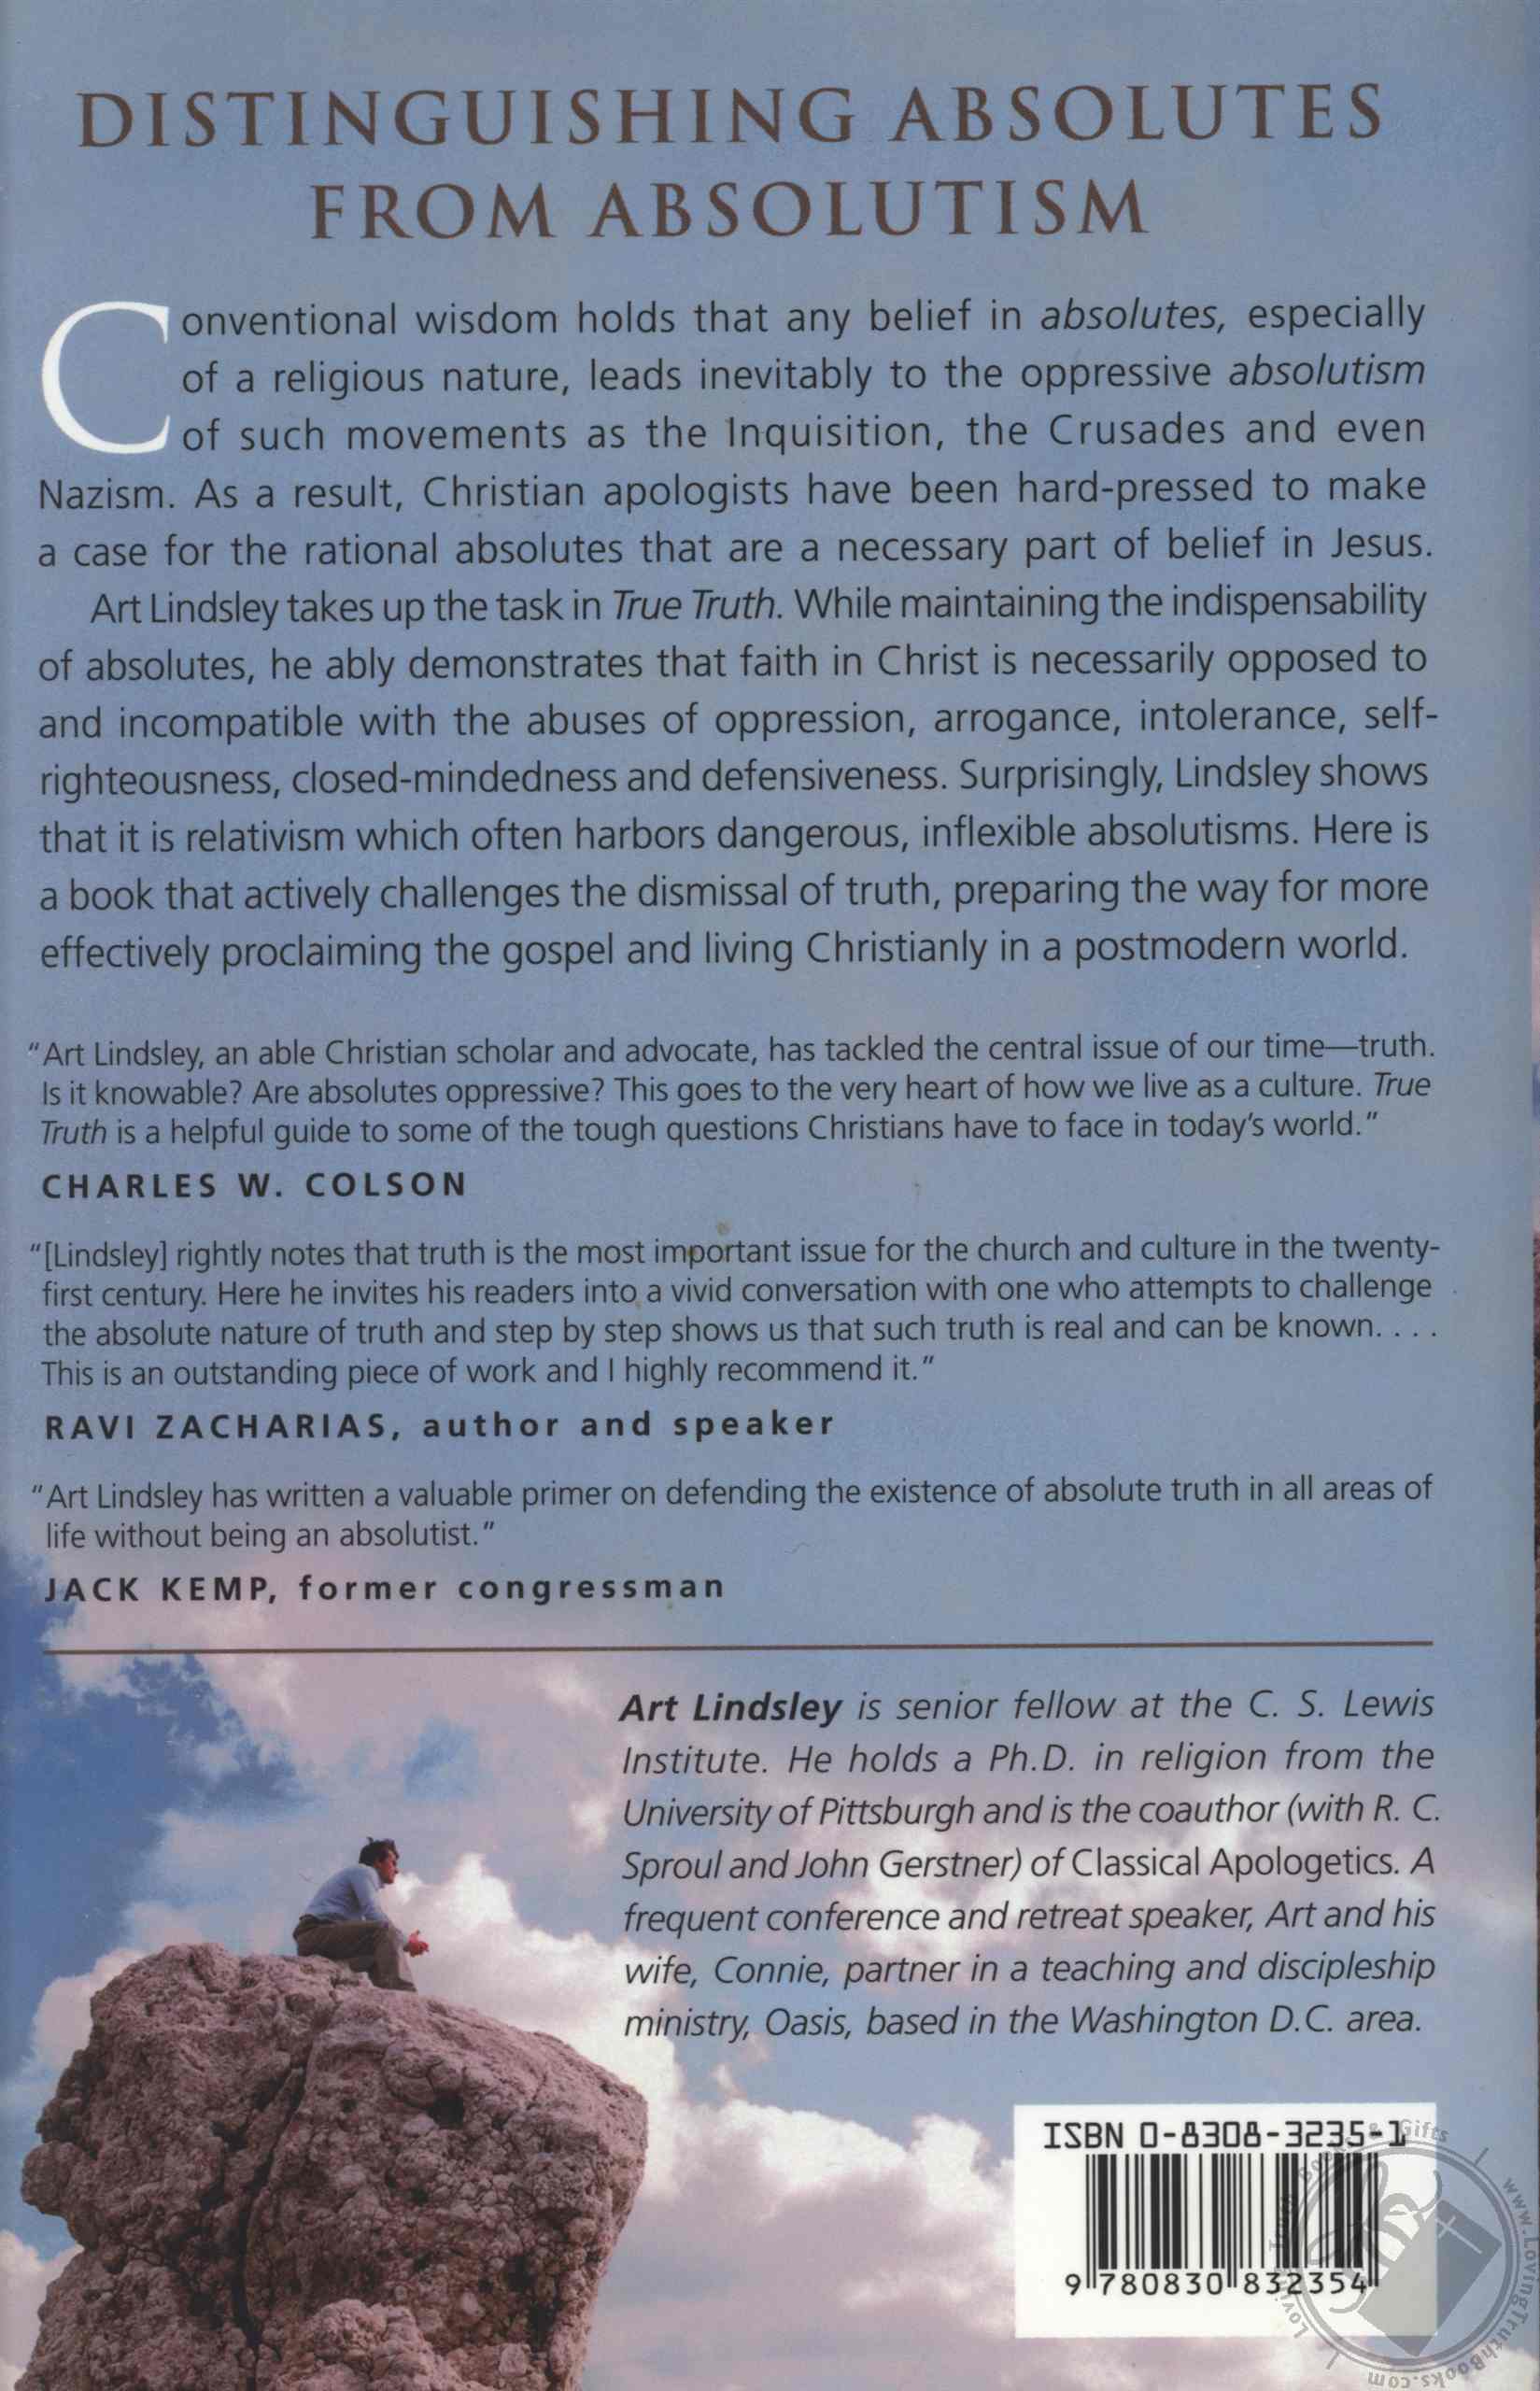 DISTINGUISHING ABSOLUTES
FROM ABSOLUTISM
Conventional wisdom holds that any belief in absolutes, especially
of a religious nature, leads inevitably to the oppressive absolutism
of such movements as the Inquisition, the Crusades and even
Nazism. As a result, Christian apologists have been hard-pressed to make
a case for the rational absolutes that are a necessary part of belief in Jesus.
Art Lindsley takes up the task in True Truth. While maintaining the indispensability
of absolutes, he ably demonstrates that faith in Christ is necessarily opposed to
and incompatible with the abuses of oppression, arrogance, intolerance, self-
righteousness, closed-mindedness and defensiveness. Surprisingly, Lindsley shows
that it is relativism which often harbors dangerous, inflexible absolutisms. Here is
a book that actively challenges the dismissal of truth, preparing the way for more
effectively proclaiming the gospel and living Christianly in a postmodern world.
“Art Lindsley, an able Christian scholar and advocate, has tackled the central issue of our time—truth.
Is it knowable? Are absolutes oppressive? This goes to the very heart of how we live as a culture. True
Truth is a helpful guide to some of the tough questions Christians have to face in today’s world.”
CHARLES W. COLSON
“[Lindsley] rightly notes that truth is the most important issue for the church and culture in the twenty-
first century. Here he invites his readers into a vivid conversation with one who attempts to challenge
the absolute nature of truth and step by step shows us that such truth is real and can be known. . . .
This is an outstanding piece of work and I highly recommend it.”
RAVI ZACHARIAS, author and speaker
“Art Lindsley has written a valuable primer on defending the existence of absolute truth in all areas of
life without being an absolutist.”
JACK KEMP, former congressman
Art Lindsley is senior fellow at the C. S. Lewis
Institute. He holds a Ph.D. in religion from the
University of Pittsburgh and is the coauthor (with R. C.
Sproul and John Gerstner) of Classical Apologetics. A
frequent conference and retreat speaker, Art and his
wife, Connie, partner in a teaching and discipleship
ministry, Oasis, based in the Washington D.C. area.
ISBN 0-8308-3235-1
9 780830 832354
Loving Truth Books & Gifts
www.LovingTruthBooks.com